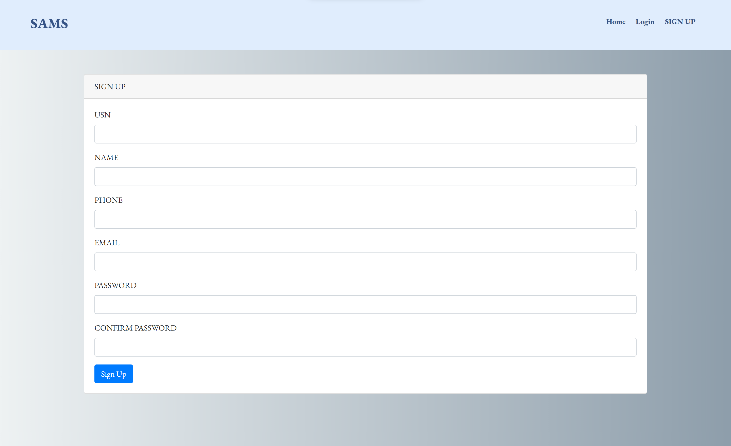 SAMS
Home Login SIGN UP
SIGN UP
USN
NAME
PHONE
EMAIL
PASSWORD
CONFIRM PASSWORD
Sign Up